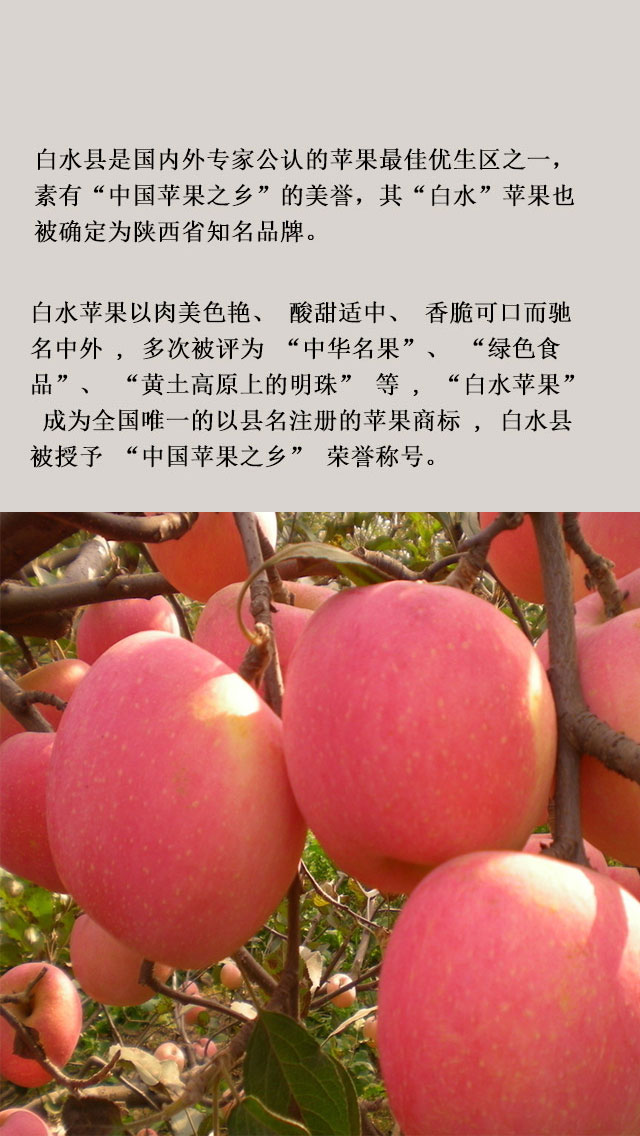 白水县是国内外专家公认的苹果最佳优生区之一，
素有“中国苹果之乡”的美誉，其“白水”苹果也
被确定为陕西省知名品牌。
白水苹果以肉美色艳、 酸甜适中、 香脆可口而驰
名中外 , 多次被评为 “中华名果”、 “绿色食
品”、 “黄土高原上的明珠” 等 , “白水苹果”
成为全国唯一的以县名注册的苹果商标 , 白水县
被授予 “中国苹果之乡” 荣誉称号。